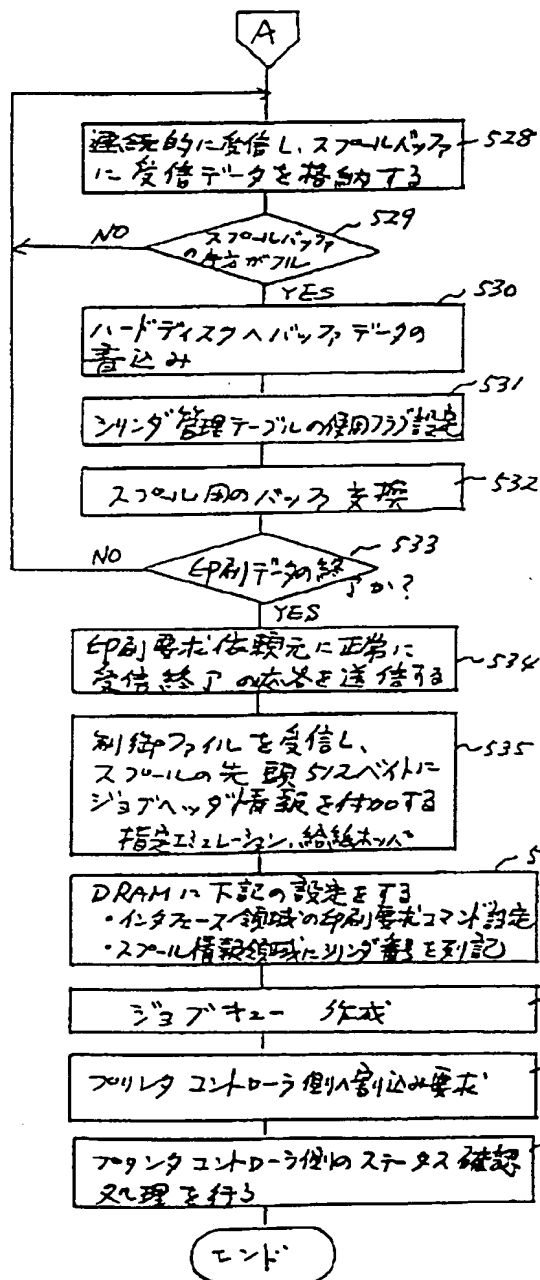 A
連続的に受信し、スプールバッファ
に受信データを格納する
528
スプールバッファ
の片方がフル
529
NO
YES
530
ハードディスクへバッファデータの
書込み
531
シリンダ管理テーブルの使用フラグ設定
スプール用のバッファ交換
532
533
印刷データの終
了か?
NO
YES
印刷要求依頼元に正常に
受信終了の応答を送信する
534
制御ファイルを受信し、
スプールの先頭512バイトに
ジョブヘッダ情報を付加する
指定エミュレーション、給紙ホッパ
535
5
DRAMに下記の設定をする
・インタフェース領域の印刷要求コマンド設定
・スプール情報領域にシリンダ番号を列記
ジョブキュー 作成
プリンタコントローラ側へ割り込み要求
プリンタコントローラ側のステータス確認
処理を行る
エンド